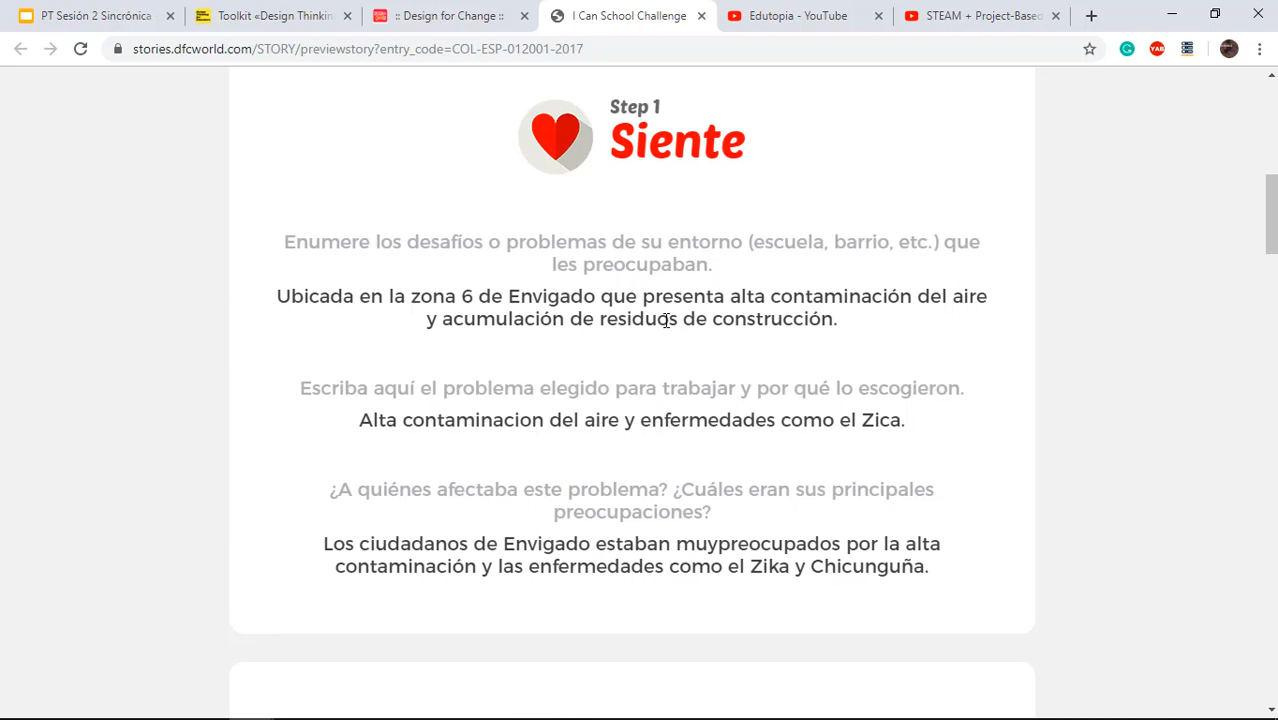 PT Sesión 2 Sincrónica
Toolkit «Design Thinkin
:: Design for Change ::
I Can School Challenge
Edutopia - YouTube
STEAM + Project-Based
stories.dfcworld.com/STORY/previewstory?entry_code=COL-ESP-012001-2017
YAB
Step 1
Siente
Enumere los desafíos o problemas de su entorno (escuela, barrio, etc.) que
les preocupaban.
Ubicada en la zona 6 de Envigado que presenta alta contaminación del aire
y acumulación de residuos de construcción.
Escriba aquí el problema elegido para trabajar y por qué lo escogieron.
Alta contaminacion del aire y enfermedades como el Zica.
¿A quiénes afectaba este problema? ¿Cuáles eran sus principales
preocupaciones?
Los ciudadanos de Envigado estaban muypreocupados por la alta
contaminación y las enfermedades como el Zika y Chicunguña.